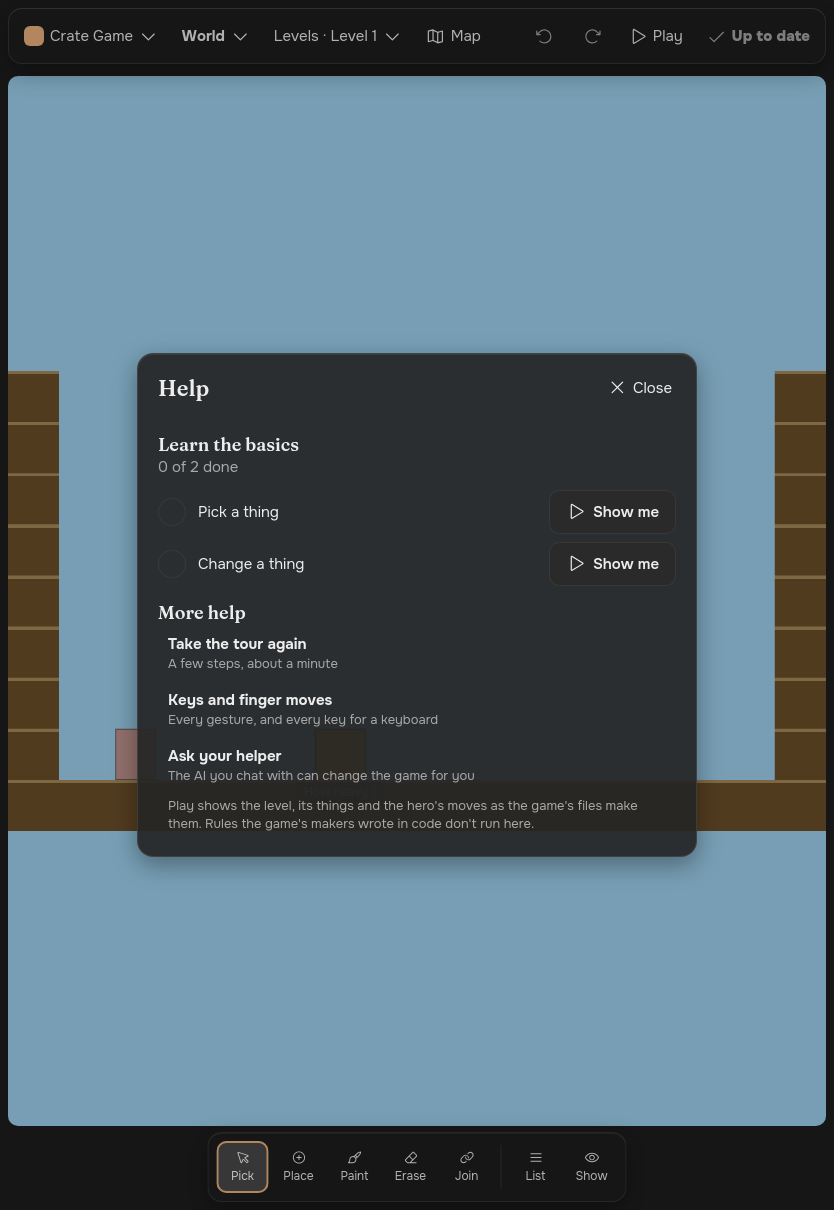 Crate Game
World
Levels · Level 1
Map
Play
Up to date
Help
Close
Learn the basics
0 of 2 done
Pick a thing
Show me
Change a thing
Show me
More help
Take the tour again
A few steps, about a minute
Keys and finger moves
Every gesture, and every key for a keyboard
Ask your helper
The AI you chat with can change the game for you
Play shows the level, its things and the hero's moves as the game's files make
them. Rules the game's makers wrote in code don't run here.
Pick
Place
Paint
Erase
Join
List
Show